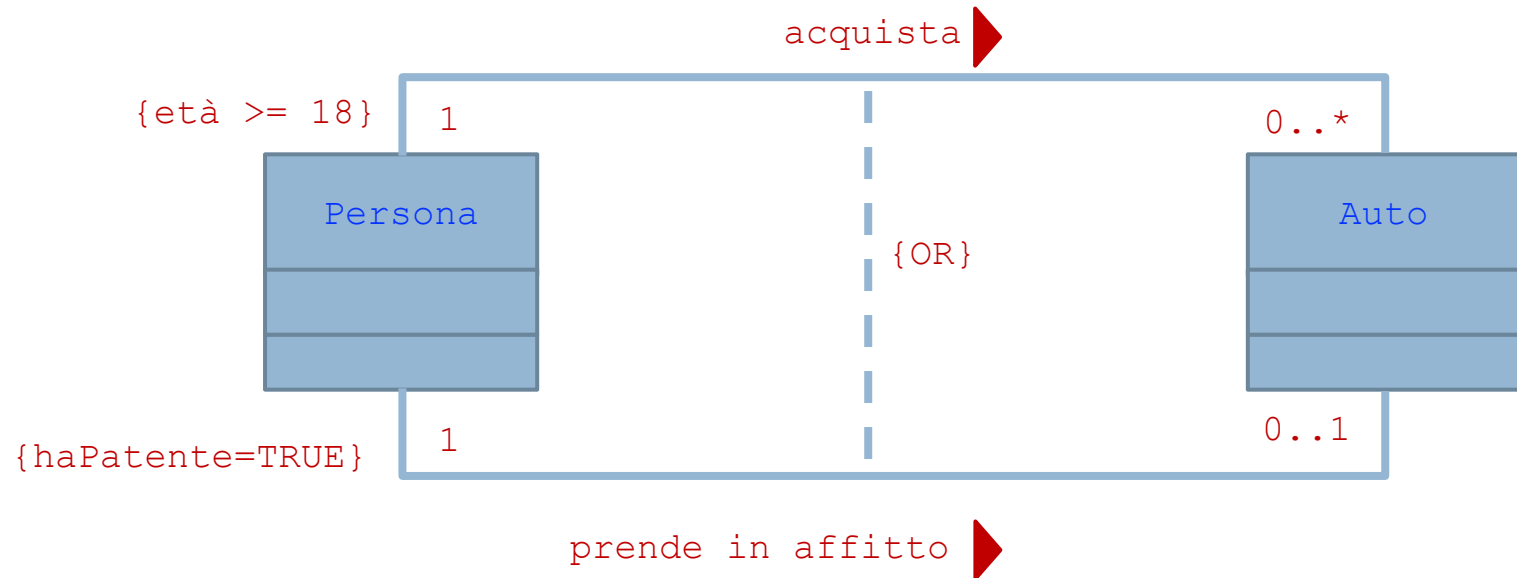 acquista
{età >= 18}
1
0..*
Persona
Auto
{OR}
{haPatente=TRUE}
1
0..1
prende in affitto